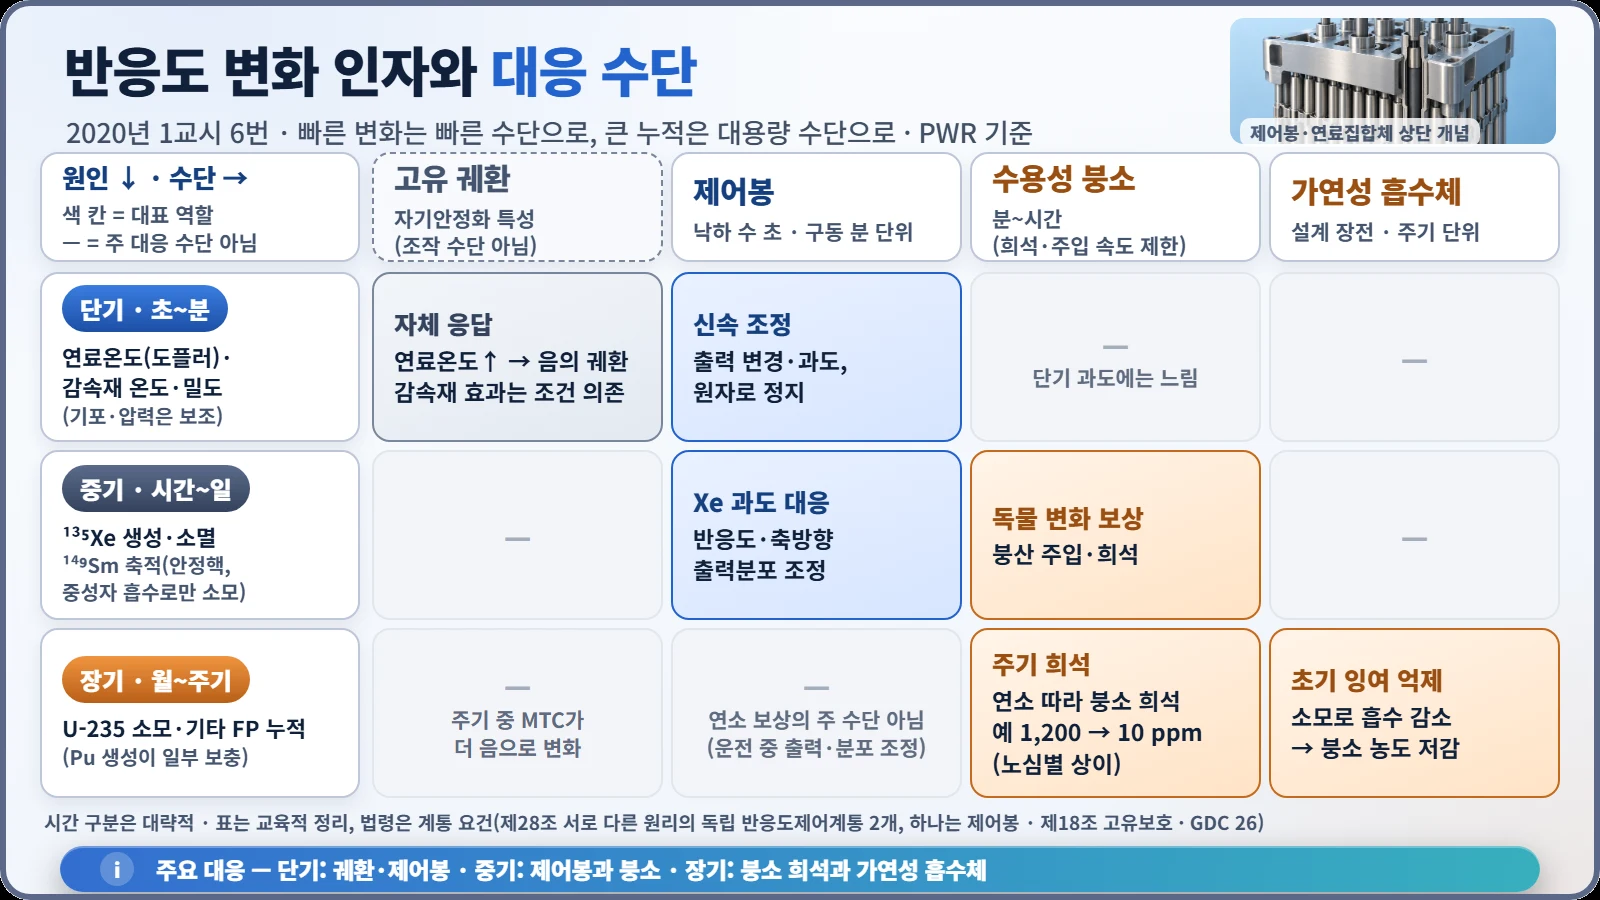 반응도 변화 인자와 대응 수단
2020년 1교시 6번 · 빠른 변화는 빠른 수단으로, 큰 누적은 대용량 수단으로 · PWR 기준
제어봉·연료집합체 상단 개념
원인 ↓ · 수단 →
색 칸 = 대표 역할
— = 주 대응 수단 아님
고유 궤환
자기안정화 특성
(조작 수단 아님)
제어봉
낙하 수 초 · 구동 분 단위
수용성 붕소
분~시간
(희석·주입 속도 제한)
가연성 흡수체
설계 장전 · 주기 단위
단기 · 초~분
연료온도(도플러)·
감속재 온도·밀도
(기포·압력은 보조)
자체 응답
연료온도↑ → 음의 궤환
감속재 효과는 조건 의존
신속 조정
출력 변경·과도,
원자로 정지
—
단기 과도에는 느림
—
중기 · 시간~일
¹³⁵Xe 생성·소멸
¹⁴⁹Sm 축적(안정핵,
중성자 흡수로만 소모)
—
Xe 과도 대응
반응도·축방향
출력분포 조정
독물 변화 보상
붕산 주입·희석
—
장기 · 월~주기
U-235 소모·기타 FP 누적
(Pu 생성이 일부 보충)
—
주기 중 MTC가
더 음으로 변화
—
연소 보상의 주 수단 아님
(운전 중 출력·분포 조정)
주기 희석
연소 따라 붕소 희석
예 1,200 → 10 ppm
(노심별 상이)
초기 잉여 억제
소모로 흡수 감소
→ 붕소 농도 저감
시간 구분은 대략적 · 표는 교육적 정리, 법령은 계통 요건(제28조 서로 다른 원리의 독립 반응도제어계통 2개, 하나는 제어봉 · 제18조 고유보호 · GDC 26)
i 주요 대응 — 단기: 궤환·제어봉 · 중기: 제어봉과 붕소 · 장기: 붕소 희석과 가연성 흡수체